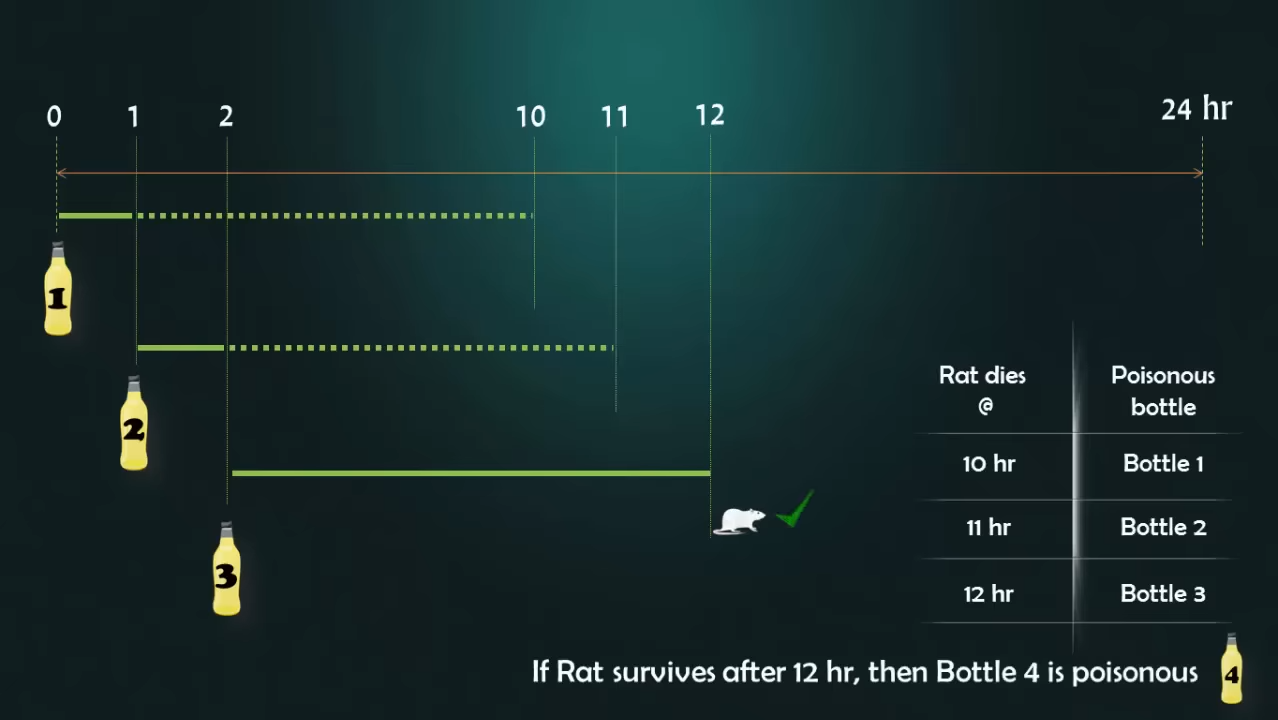 0 1 2 10 11 12 24 hr
1
2
3
Rat dies @ Poisonous bottle
10 hr Bottle 1
11 hr Bottle 2
12 hr Bottle 3
If Rat survives after 12 hr, then Bottle 4 is poisonous
4